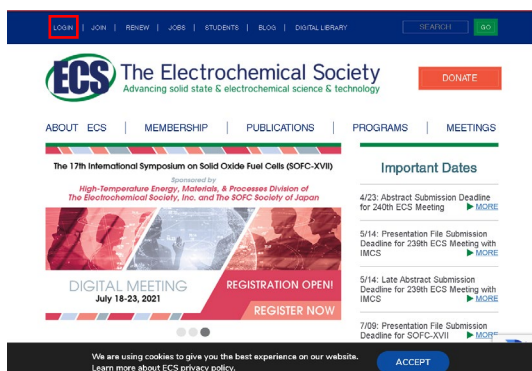 LOGIN | JOIN | RENEW | JOBS | STUDENTS | BLOG | DIGITAL LIBRARY SEARCH GO
ECS The Electrochemical Society
Advancing solid state & electrochemical science & technology
DONATE
ABOUT ECS | MEMBERSHIP | PUBLICATIONS | PROGRAMS | MEETINGS
The 17th International Symposium on Solid Oxide Fuel Cells (SOFC-XVII)
Sponsored by
High-Temperature Energy, Materials, & Processes Division of
The Electrochemical Society, Inc. and The SOFC Society of Japan
DIGITAL MEETING
July 18-23, 2021
REGISTRATION OPEN!
REGISTER NOW
Important Dates
4/23: Abstract Submission Deadline
for 240th ECS Meeting MORE
5/14: Presentation File Submission
Deadline for 239th ECS Meeting with
IMCS MORE
5/14: Late Abstract Submission
Deadline for 239th ECS Meeting with
IMCS MORE
7/09: Presentation File Submission
Deadline for SOFC-XVII MORE
We are using cookies to give you the best experience on our website.
Learn more about ECS privacy policy.
ACCEPT